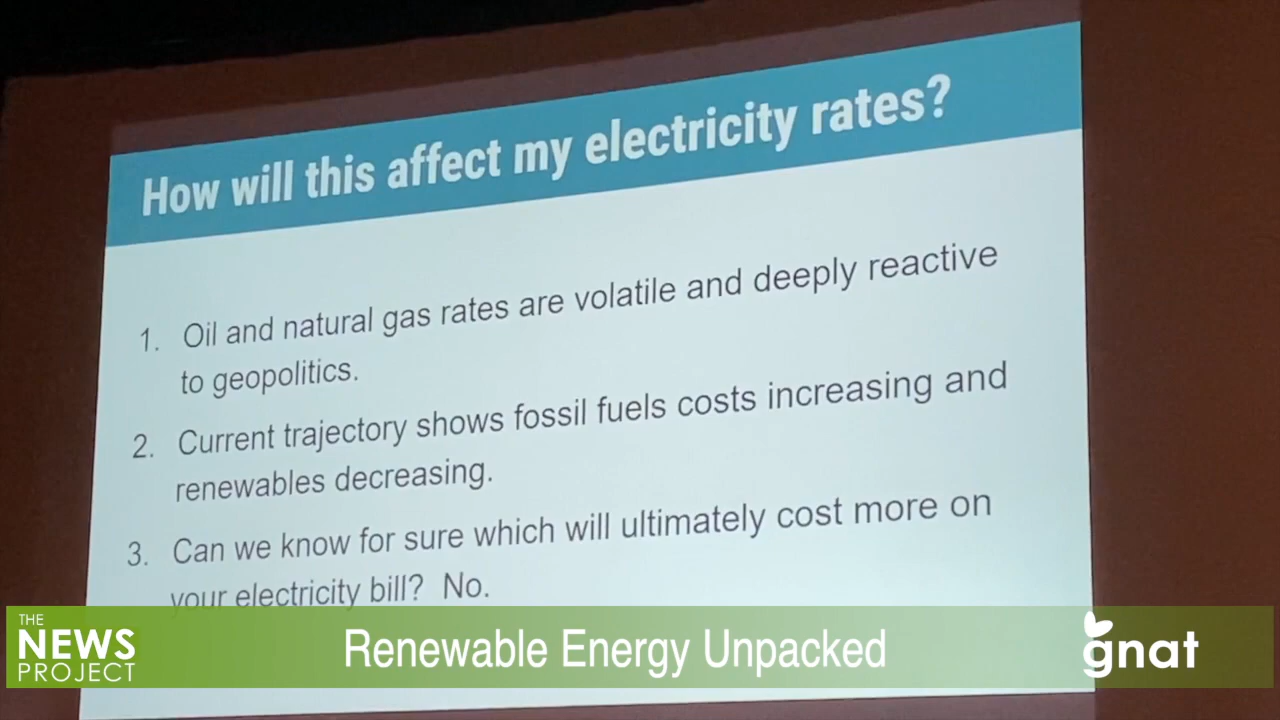 How will this affect my electricity rates?
1. Oil and natural gas rates are volatile and deeply reactive
to geopolitics.
2. Current trajectory shows fossil fuels costs increasing and
renewables decreasing.
3. Can we know for sure which will ultimately cost more on
your electricity bill? No.
THE
NEWS
PROJECT
Renewable Energy Unpacked
gnat